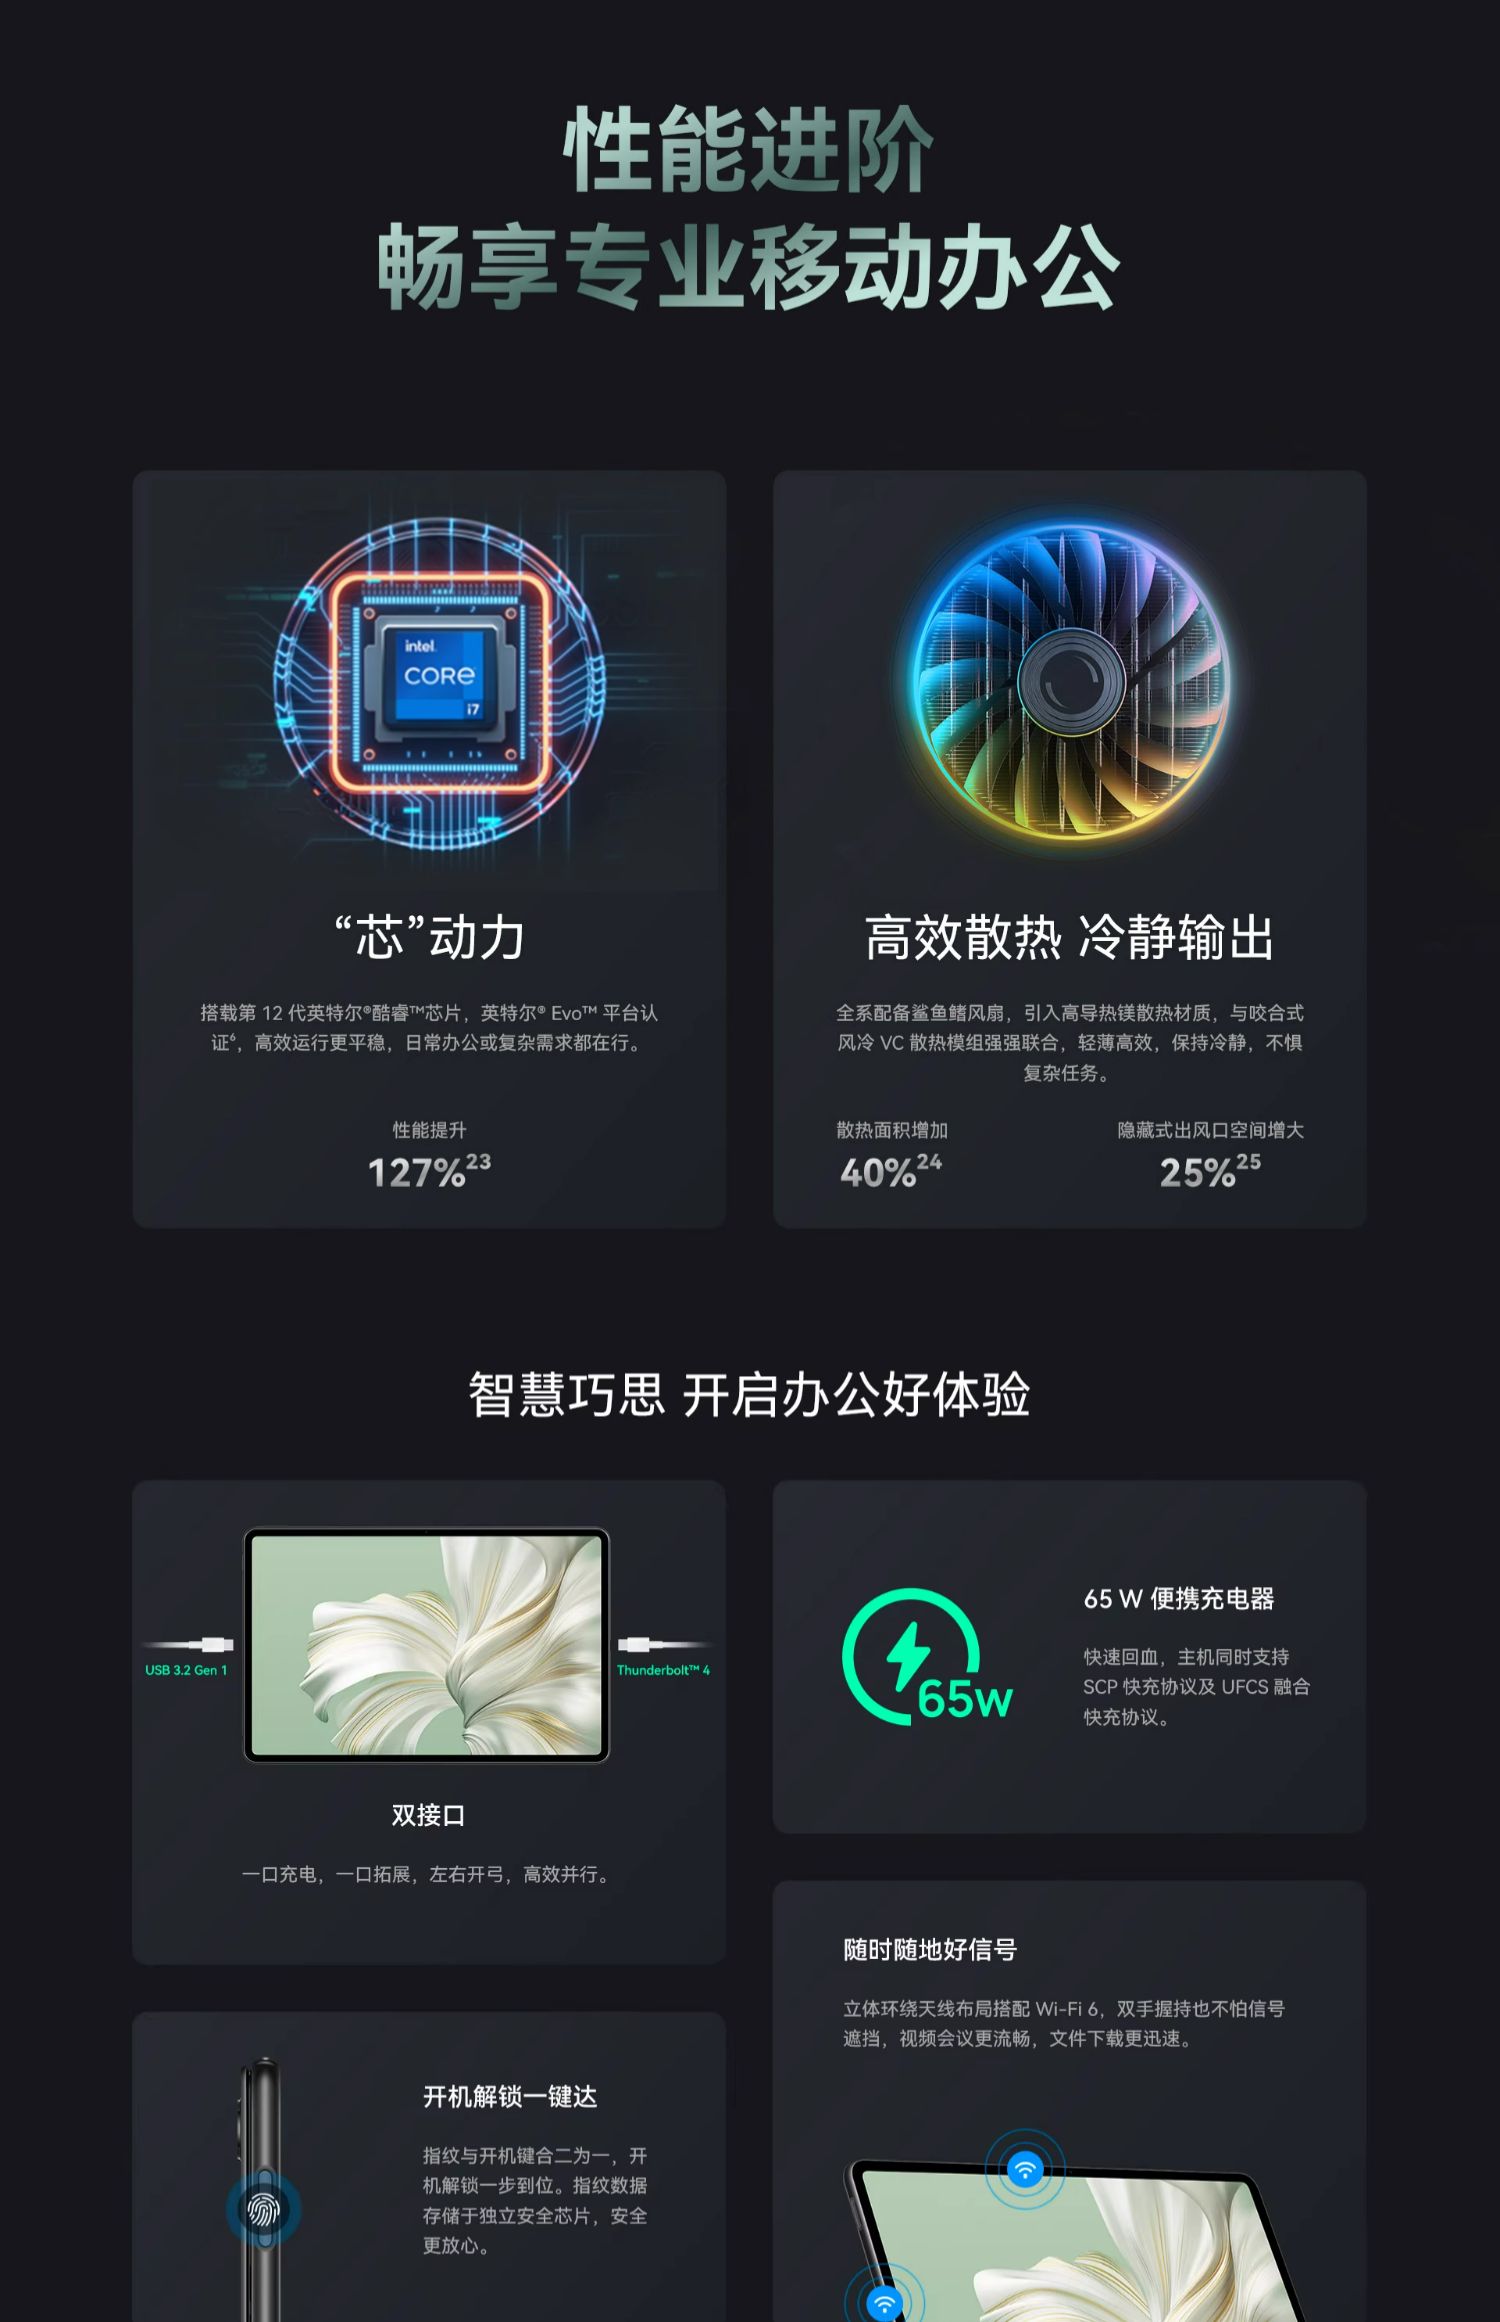 性能进阶
畅享专业移动办公
intel
CORE
i7
“芯”动力
搭载第 12 代英特尔®酷睿™芯片，英特尔® Evo™ 平台认
证⁶，高效运行更平稳，日常办公或复杂需求都在行。
性能提升
127%²³
高效散热 冷静输出
全系配备鲨鱼鳍风扇，引入高导热镁散热材质，与咬合式
风冷 VC 散热模组强强联合，轻薄高效，保持冷静，不惧
复杂任务。
散热面积增加
40%²⁴
隐藏式出风口空间增大
25%²⁵
智慧巧思 开启办公好体验
USB 3.2 Gen 1
Thunderbolt™ 4
双接口
一口充电，一口拓展，左右开弓，高效并行。
65W
65 W 便携充电器
快速回血，主机同时支持
SCP 快充协议及 UFCS 融合
快充协议。
随时随地好信号
立体环绕天线布局搭配 Wi-Fi 6，双手握持也不怕信号
遮挡，视频会议更流畅，文件下载更迅速。
开机解锁一键达
指纹与开机键合二为一，开
机解锁一步到位。指纹数据
存储于独立安全芯片，安全
更放心。